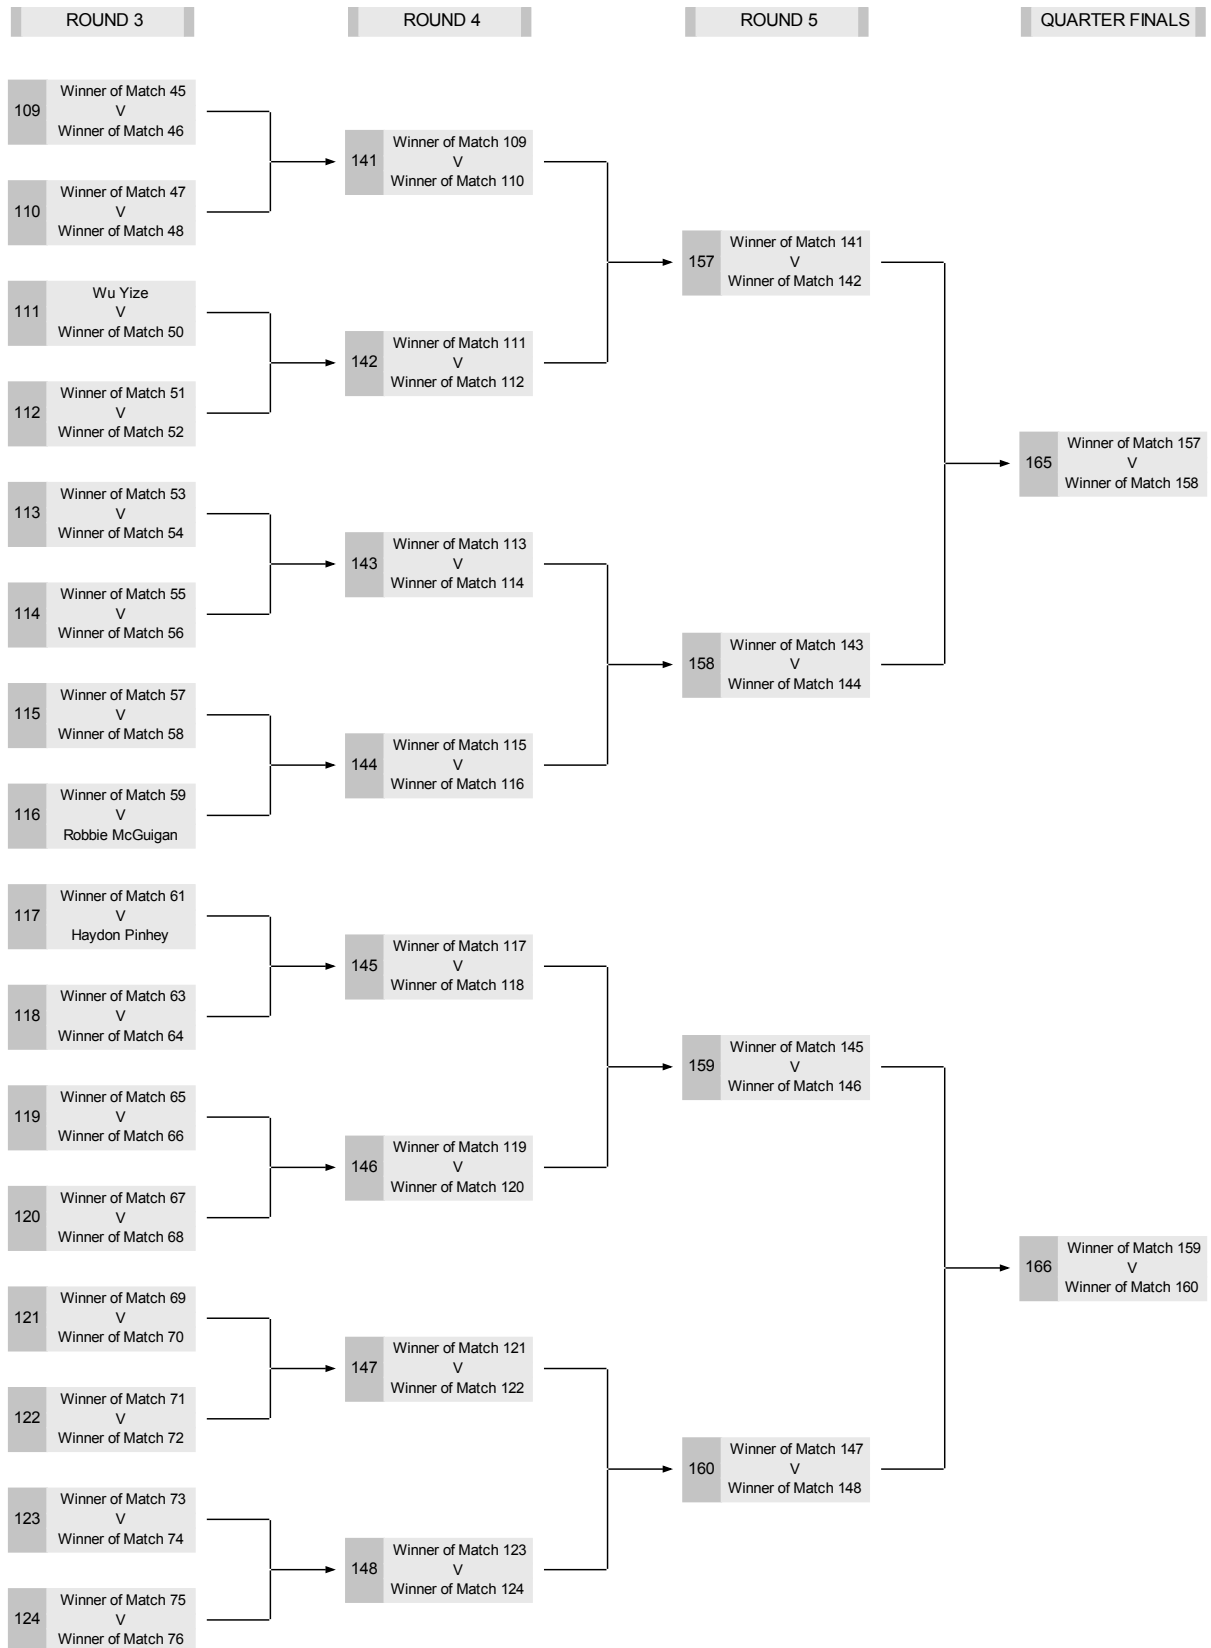 ROUND 3
ROUND 4
ROUND 5
QUARTER FINALS
109
Winner of Match 45
V
Winner of Match 46
110
Winner of Match 47
V
Winner of Match 48
111
Wu Yize
V
Winner of Match 50
112
Winner of Match 51
V
Winner of Match 52
113
Winner of Match 53
V
Winner of Match 54
114
Winner of Match 55
V
Winner of Match 56
115
Winner of Match 57
V
Winner of Match 58
116
Winner of Match 59
V
Robbie McGuigan
117
Winner of Match 61
V
Haydon Pinhey
118
Winner of Match 63
V
Winner of Match 64
119
Winner of Match 65
V
Winner of Match 66
120
Winner of Match 67
V
Winner of Match 68
121
Winner of Match 69
V
Winner of Match 70
122
Winner of Match 71
V
Winner of Match 72
123
Winner of Match 73
V
Winner of Match 74
124
Winner of Match 75
V
Winner of Match 76
141
Winner of Match 109
V
Winner of Match 110
142
Winner of Match 111
V
Winner of Match 112
143
Winner of Match 113
V
Winner of Match 114
144
Winner of Match 115
V
Winner of Match 116
145
Winner of Match 117
V
Winner of Match 118
146
Winner of Match 119
V
Winner of Match 120
147
Winner of Match 121
V
Winner of Match 122
148
Winner of Match 123
V
Winner of Match 124
157
Winner of Match 141
V
Winner of Match 142
158
Winner of Match 143
V
Winner of Match 144
159
Winner of Match 145
V
Winner of Match 146
160
Winner of Match 147
V
Winner of Match 148
165
Winner of Match 157
V
Winner of Match 158
166
Winner of Match 159
V
Winner of Match 160